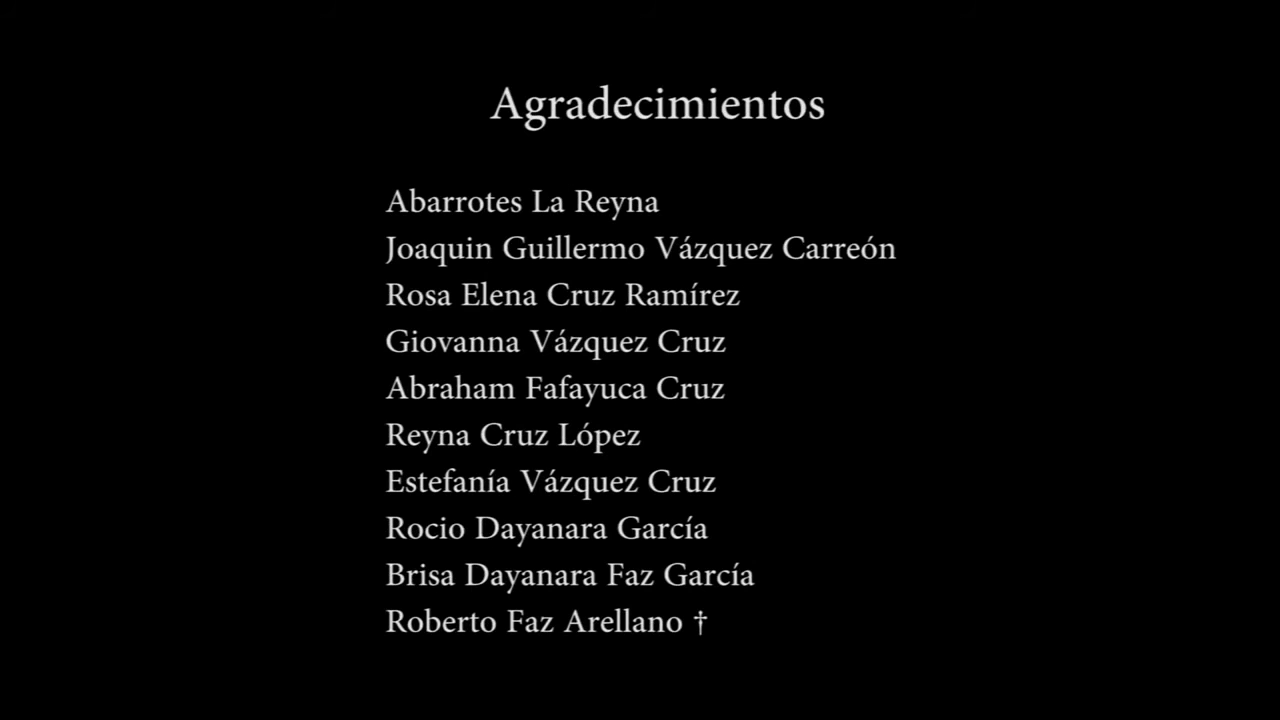 Agradecimientos
Abarrotes La Reyna
Joaquin Guillermo Vázquez Carreón
Rosa Elena Cruz Ramírez
Giovanna Vázquez Cruz
Abraham Fafayuca Cruz
Reyna Cruz López
Estefanía Vázquez Cruz
Rocio Dayanara García
Brisa Dayanara Faz García
Roberto Faz Arellano †